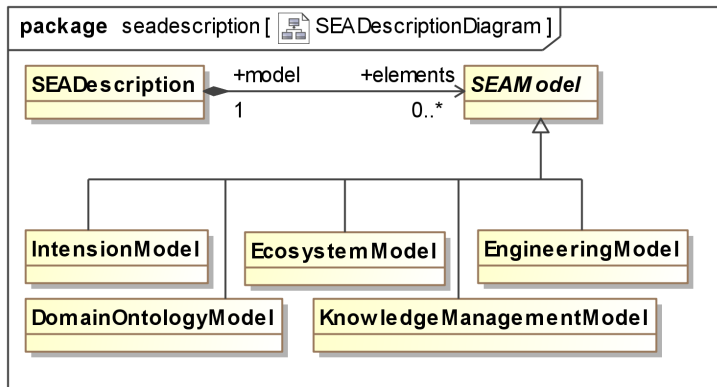 package seadescription [ SEADescriptionDiagram ]
SEADescription +model +elements SEAModel
1 0..*
IntensionModel EcosystemModel EngineeringModel
DomainOntologyModel KnowledgeManagementModel